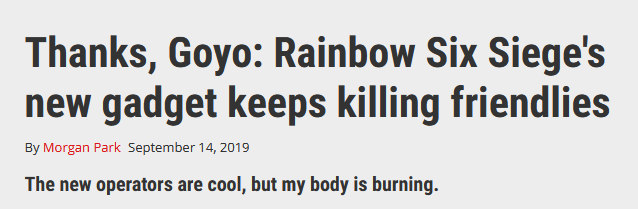 Thanks, Goyo: Rainbow Six Siege's
new gadget keeps killing friendlies
By Morgan Park September 14, 2019
The new operators are cool, but my body is burning.